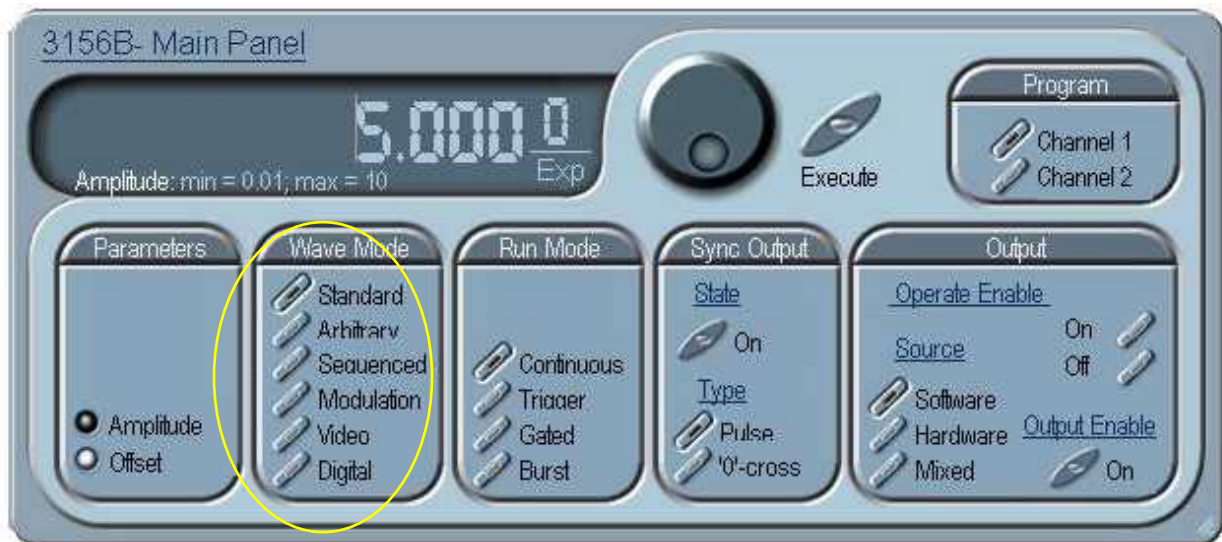 3156B- Main Panel
5.000 0
Exp
Amplitude: min = 0.01; max = 10
Execute
Program
Channel 1
Channel 2
Parameters
Amplitude
Offset
Wave Mode
Standard
Arbitrary
Sequenced
Modulation
Video
Digital
Run Mode
Continuous
Trigger
Gated
Burst
Sync Output
State
On
Type
Pulse
'0'-cross
Output
Operate Enable
On
Off
Source
Software
Hardware
Mixed
Output Enable
On